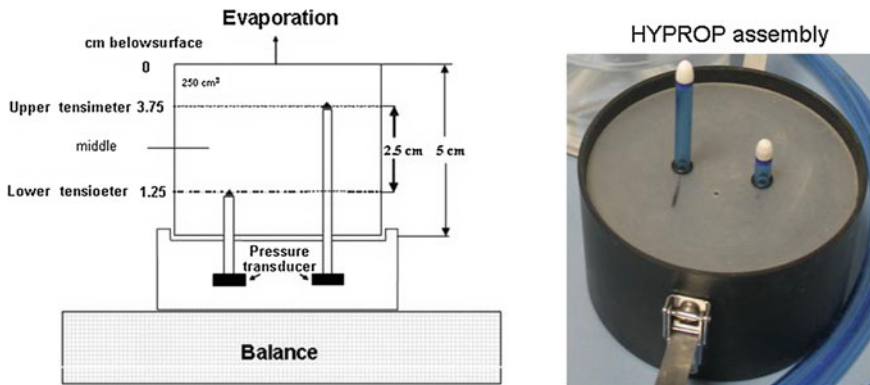 Evaporation
cm belowsurface
0
250 cm³
Upper tensimeter 3.75
middle
2.5 cm
5 cm
Lower tensioeter 1.25
Pressure
transducer
Balance
HYPROP assembly